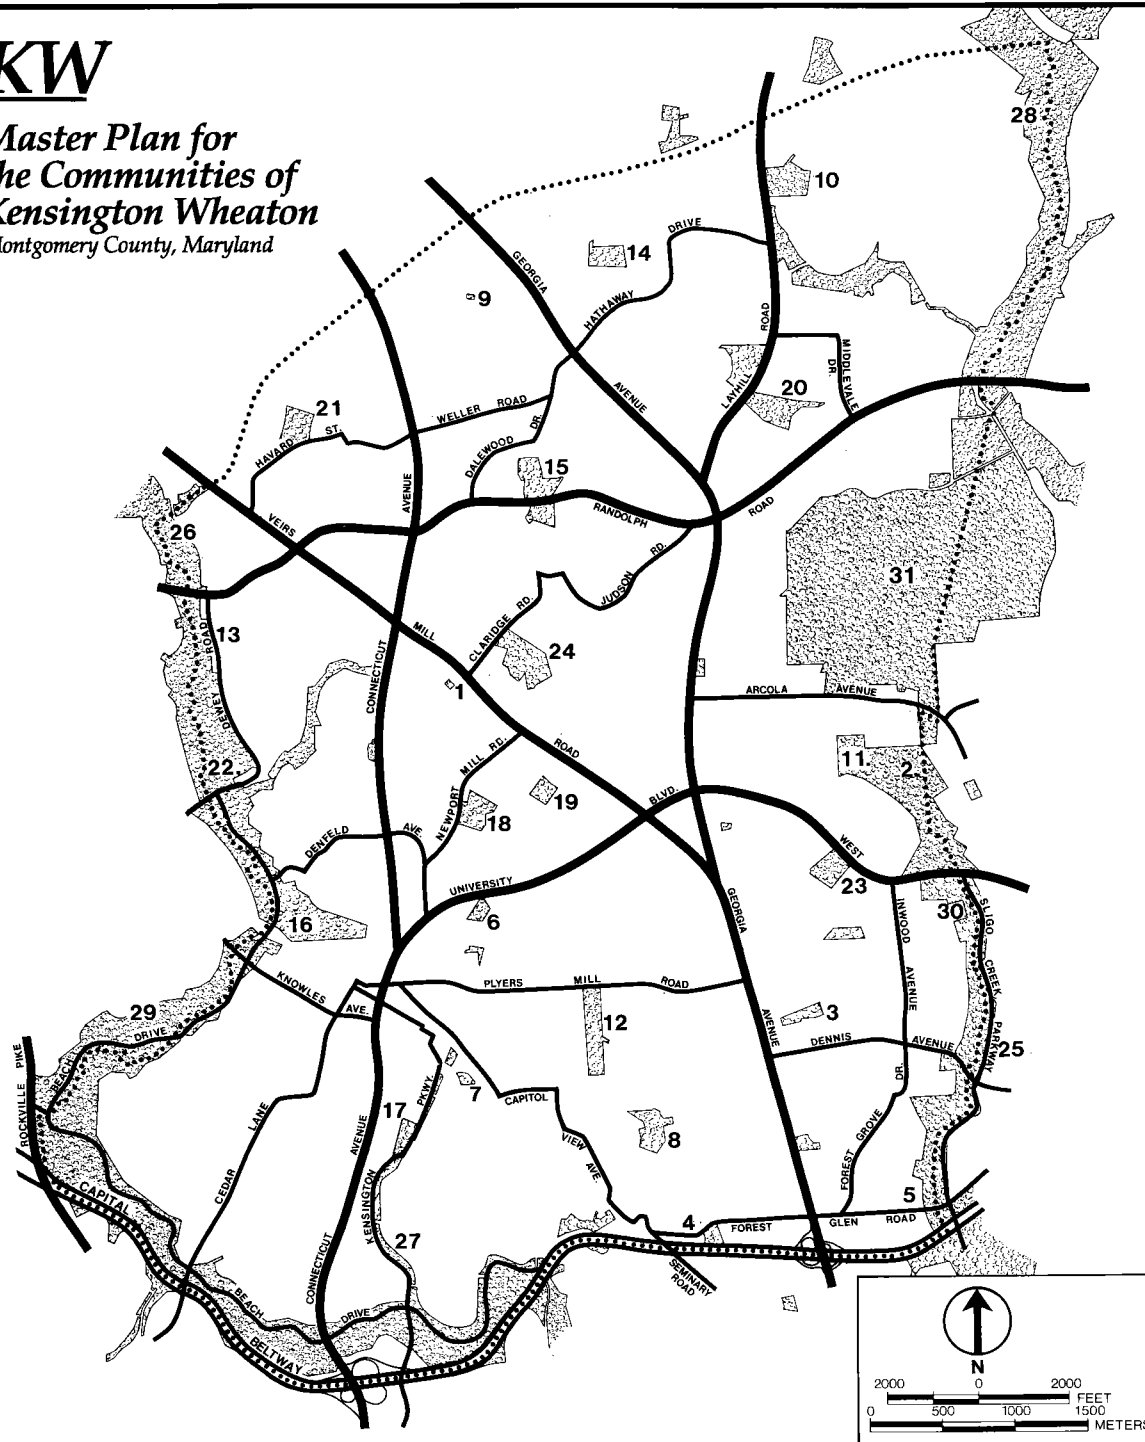 KW
Master Plan for
the Communities of
Kensington Wheaton
Montgomery County, Maryland
28
10
14
DRIVE
HATHAWAY
GEORGIA
AVENUE
9
LAYHILL
ROAD
MIDDLEVALE
DR.
20
21
HAVARD
ST.
WELLER ROAD
DALEWOOD
DR.
15
AVENUE
RANDOLPH
ROAD
VEIRS
26
31
JUDSON
RD.
CLARIDGE
RD.
24
MILL
1
13
DEWEY
ROAD
CONNECTICUT
ARCOLA
AVENUE
22
ROAD
MILL RD.
NEWPORT
11
2
19
18
DENFELD
AVE.
BLVD.
WEST
23
UNIVERSITY
6
16
GEORGIA
INWOOD
AVENUE
30
SLIGO
CREEK
PARKWAY
KNOWLES
AVE.
PLYERS
MILL
ROAD
12
3
AVENUE
DENNIS
AVENUE
25
29
DRIVE
BEACH
ROCKVILLE PIKE
7
CAPITOL
VIEW
AVE.
PKWY.
17
8
DR.
GROVE
FOREST
CEDAR
LANE
AVENUE
KENSINGTON
CAPITAL
5
4
FOREST
GLEN
ROAD
SEMINARY
ROAD
27
CONNECTICUT
BEACH
DRIVE
BELTWAY
N
2000 0 2000
FEET
0 500 1000 1500
METERS